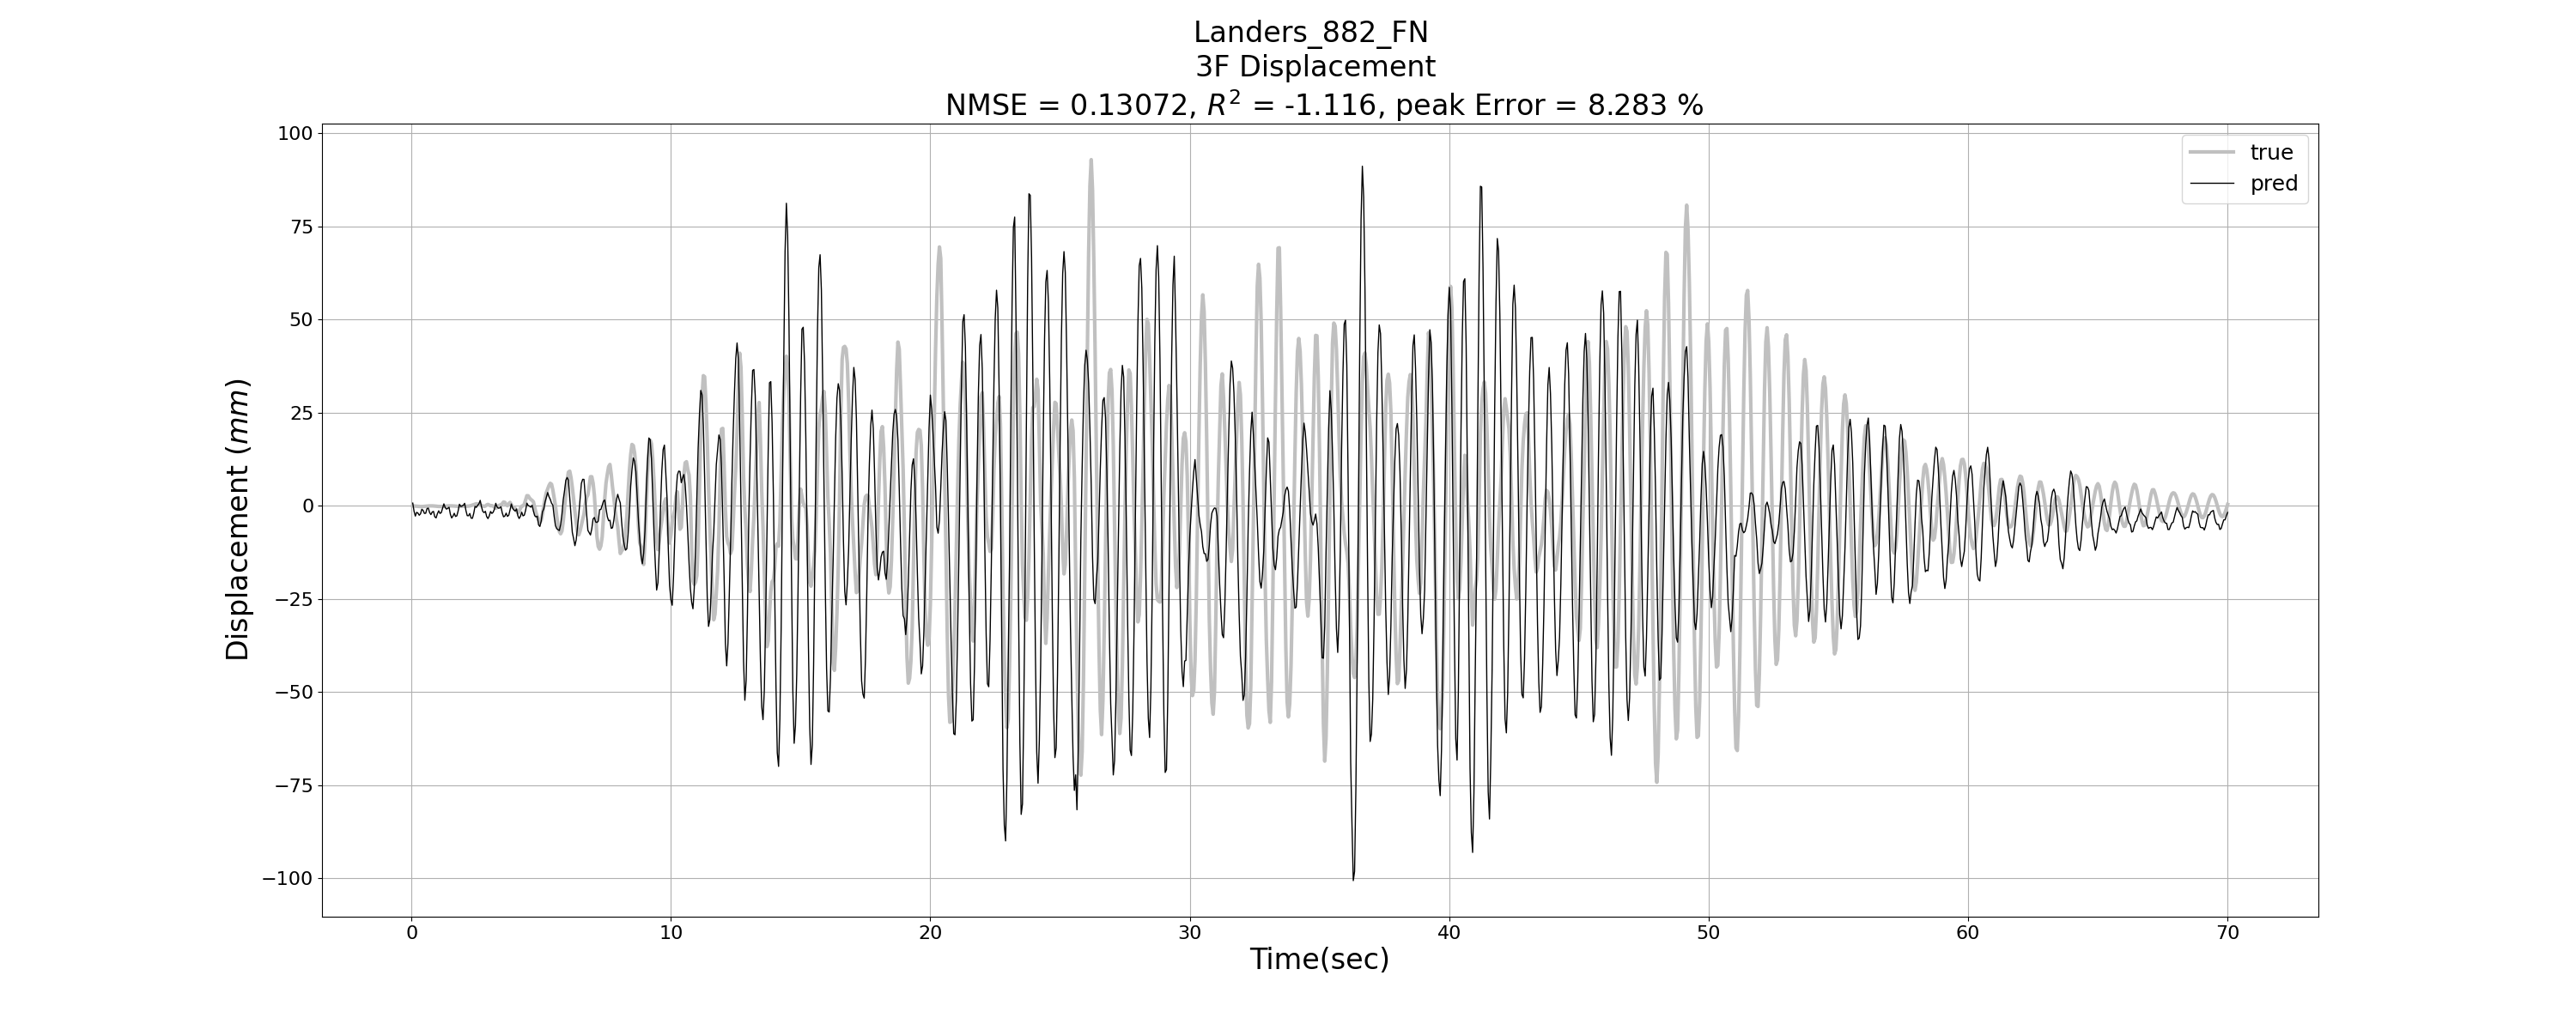 Landers_882_FN
3F Displacement
NMSE = 0.13072, R² = -1.116, peak Error = 8.283 %
true
pred
Displacement (mm)
100
75
50
25
0
−25
−50
−75
−100
0 10 20 30 40 50 60 70
Time(sec)